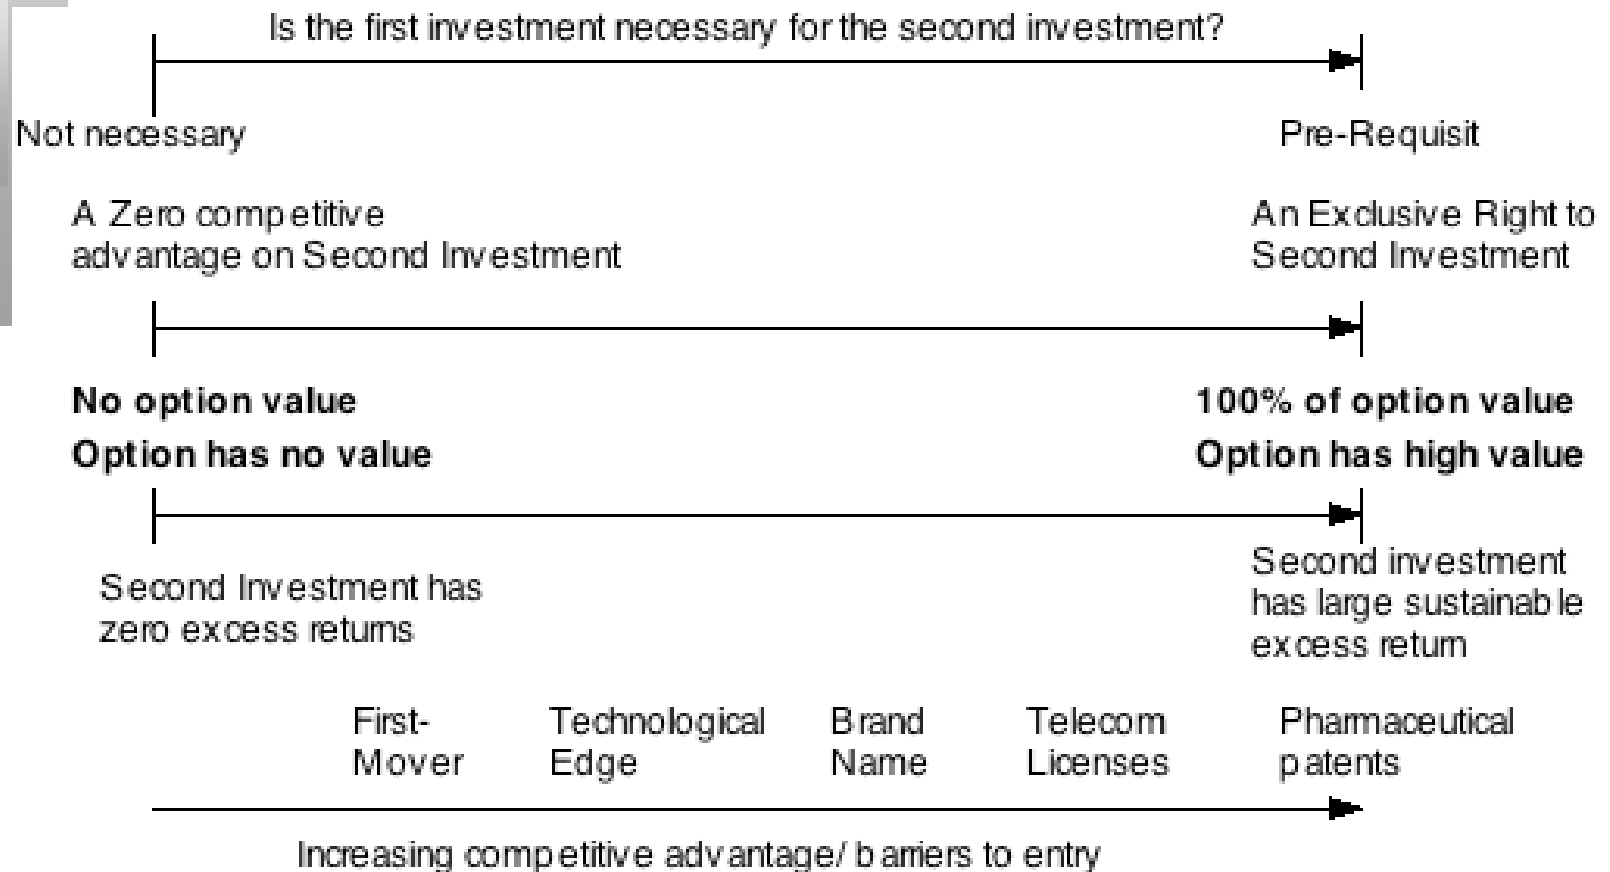 Is the first investment necessary for the second investment?
Not necessary
Pre-Requisit
A Zero competitive
advantage on Second Investment
An Exclusive Right to
Second Investment
No option value
Option has no value
100% of option value
Option has high value
Second Investment has
zero excess returns
Second investment
has large sustainable
excess return
First-
Mover
Technological
Edge
Brand
Name
Telecom
Licenses
Pharmaceutical
patents
Increasing competitive advantage/ barriers to entry